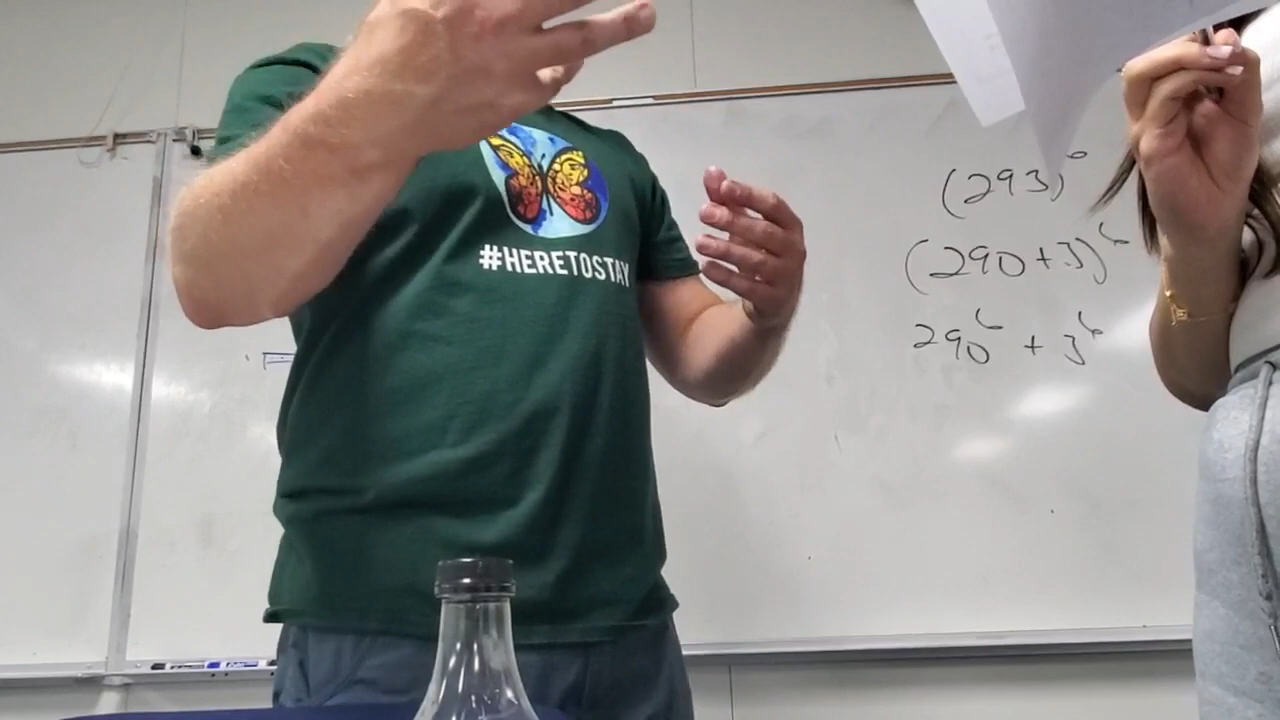 #HERETOSTAY
(293)⁶
(290+3)⁶
290⁶ + 3⁶